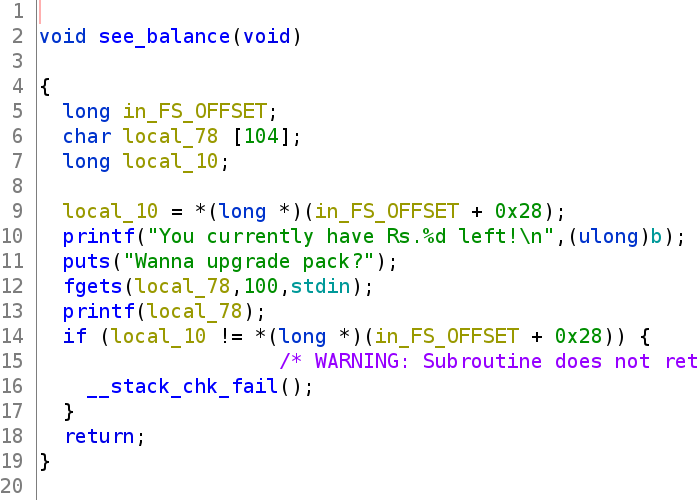 1
2 void see_balance(void)
3
4 {
5 long in_FS_OFFSET;
6 char local_78 [104];
7 long local_10;
8
9 local_10 = *(long *)(in_FS_OFFSET + 0x28);
10 printf("You currently have Rs.%d left!\n",(ulong)b);
11 puts("Wanna upgrade pack?");
12 fgets(local_78,100,stdin);
13 printf(local_78);
14 if (local_10 != *(long *)(in_FS_OFFSET + 0x28)) {
15 /* WARNING: Subroutine does not ret
16 __stack_chk_fail();
17 }
18 return;
19 }
20